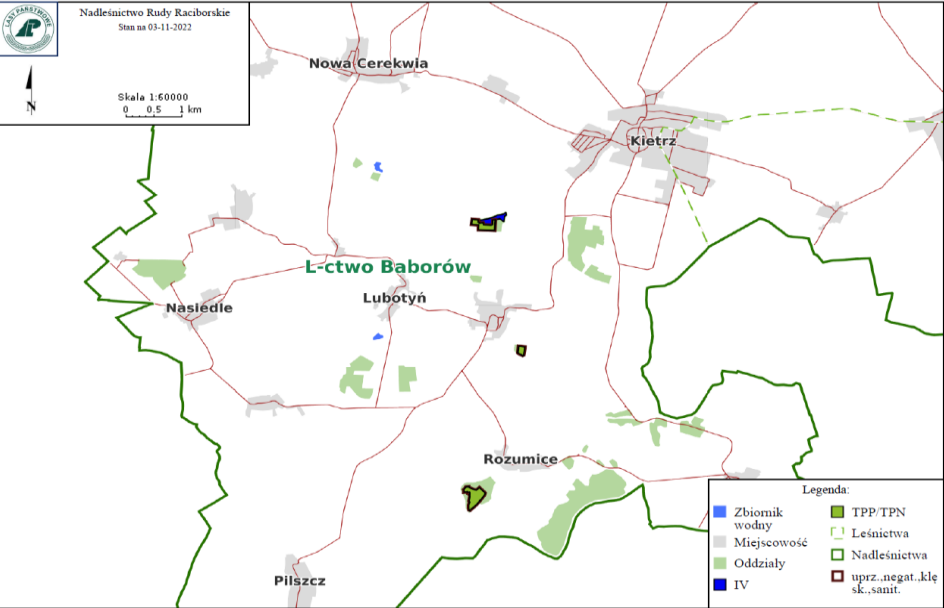 LASY PAŃSTWOWE
Nadleśnictwo Rudy Raciborskie
Stan na 03-11-2022
N
Skala 1:60000
0 0.5 1 km
Nowa Cerekwia
Kietrz
L-ctwo Baborów
Lubotyń
Nasiedle
Rozumice
Pilszcz
Legenda:
Zbiornik
wodny
Miejscowość
Oddziały
IV
TPP/TPN
Leśnictwa
Nadleśnictwa
uprz.,negat.,klę
sk.,sanit.